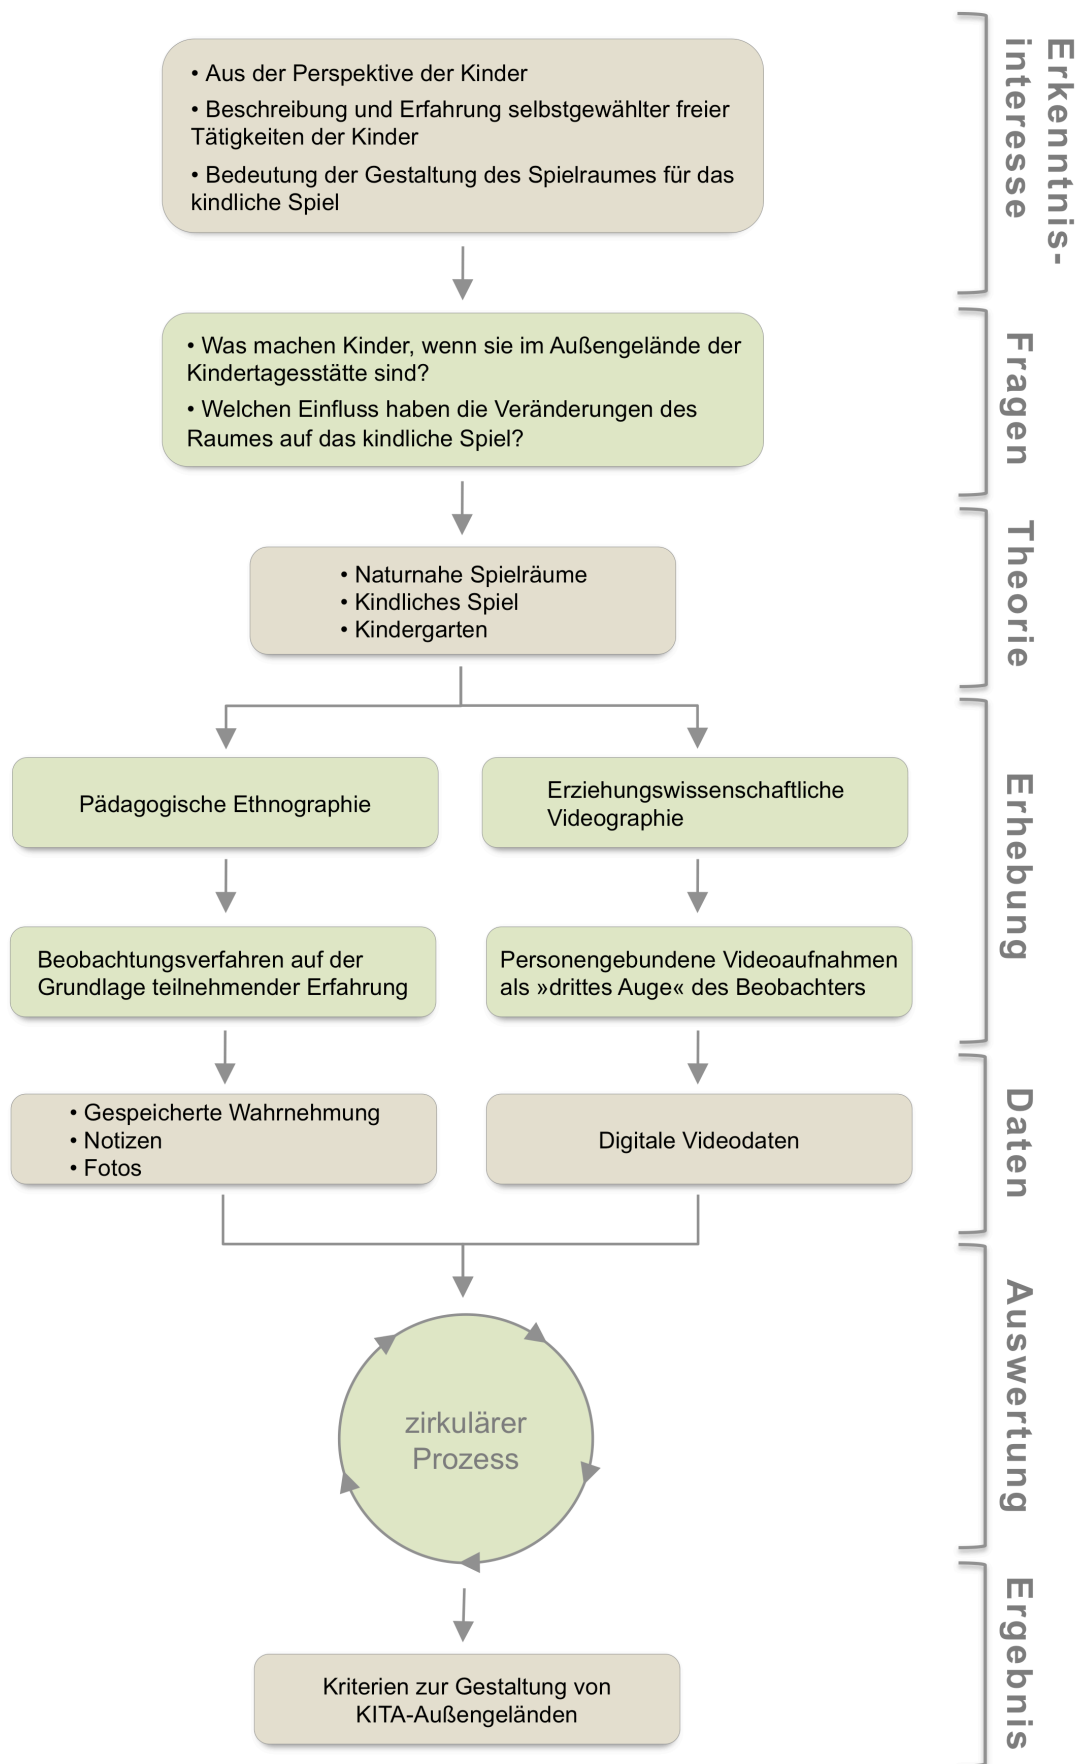 • Aus der Perspektive der Kinder
• Beschreibung und Erfahrung selbstgewählter freier
Tätigkeiten der Kinder
• Bedeutung der Gestaltung des Spielraumes für das
kindliche Spiel
Erkenntnis-
interesse
• Was machen Kinder, wenn sie im Außengelände der
Kindertagesstätte sind?
• Welchen Einfluss haben die Veränderungen des
Raumes auf das kindliche Spiel?
Fragen
• Naturnahe Spielräume
• Kindliches Spiel
• Kindergarten
Theorie
Pädagogische Ethnographie
Erziehungswissenschaftliche
Videographie
Beobachtungsverfahren auf der
Grundlage teilnehmender Erfahrung
Personengebundene Videoaufnahmen
als »drittes Auge« des Beobachters
Erhebung
• Gespeicherte Wahrnehmung
• Notizen
• Fotos
Digitale Videodaten
Daten
zirkulärer
Prozess
Auswertung
Kriterien zur Gestaltung von
KITA-Außengeländen
Ergebnis